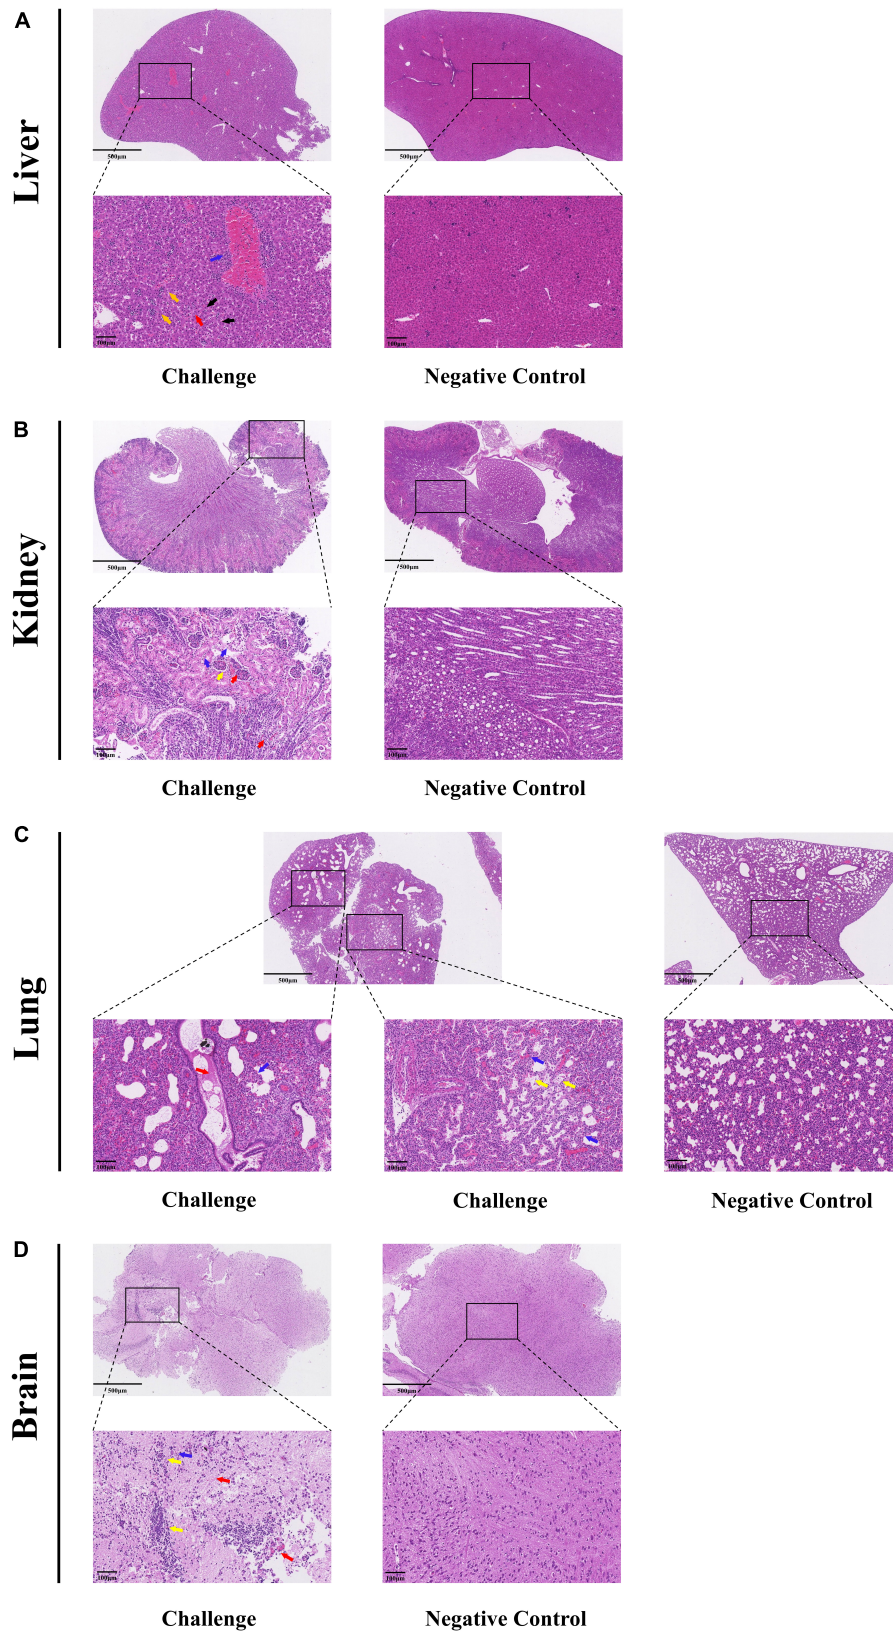 A
Liver
500μm
500μm
100μm
100μm
Challenge
Negative Control
B
Kidney
500μm
500μm
100μm
100μm
Challenge
Negative Control
C
Lung
500μm
500μm
100μm
100μm
100μm
Challenge
Challenge
Negative Control
D
Brain
500μm
500μm
100μm
100μm
Challenge
Negative Control